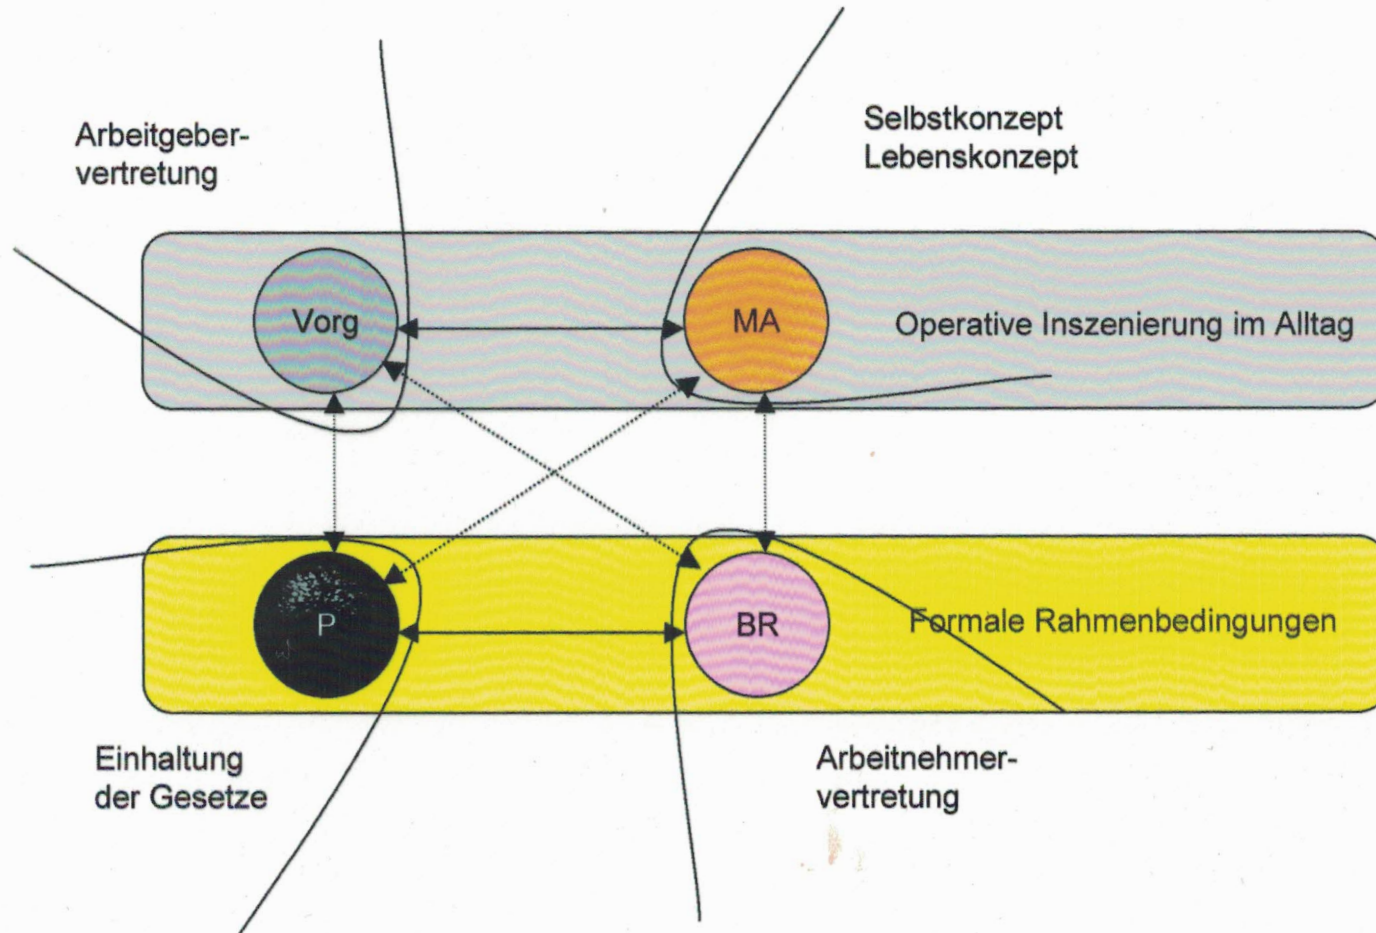 Arbeitgeber-
vertretung
Selbstkonzept
Lebenskonzept
Vorg
MA
Operative Inszenierung im Alltag
P
BR
Formale Rahmenbedingungen
Einhaltung
der Gesetze
Arbeitnehmer-
vertretung